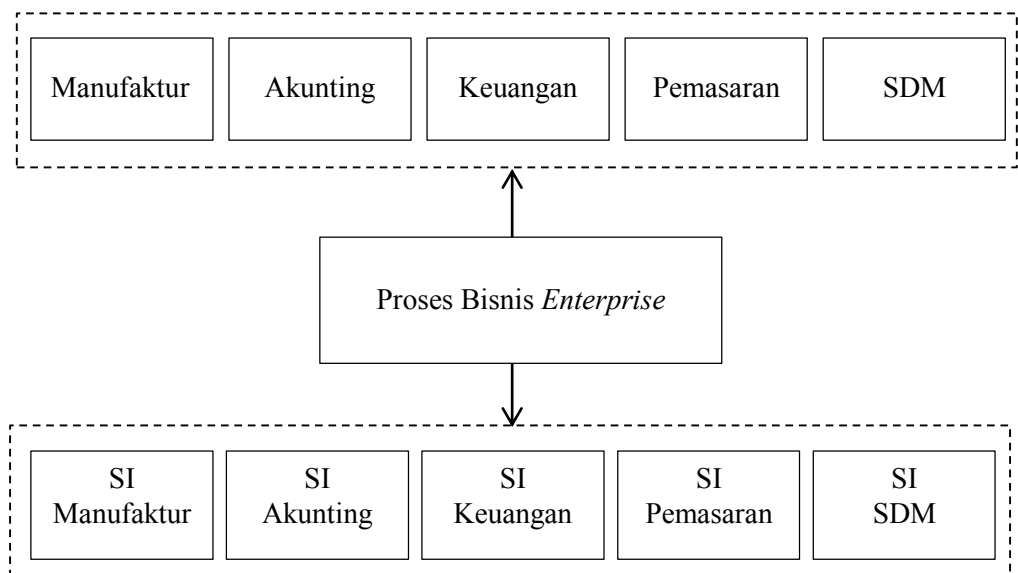 Manufaktur
Akunting
Keuangan
Pemasaran
SDM
Proses Bisnis Enterprise
SI
Manufaktur
SI
Akunting
SI
Keuangan
SI
Pemasaran
SI
SDM